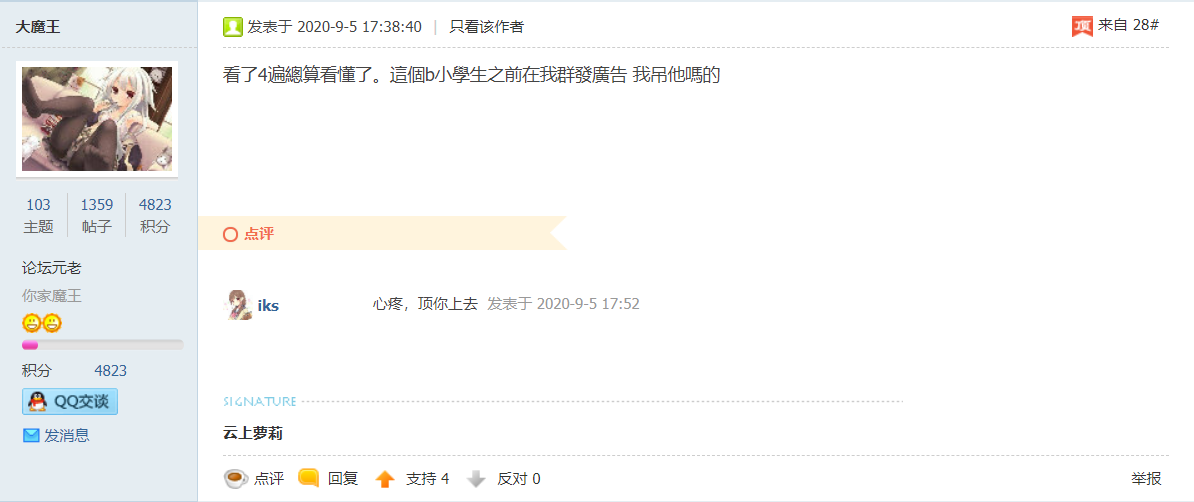 大魔王
发表于 2020-9-5 17:38:40 | 只看该作者
顶 来自 28#
看了4遍總算看懂了。這個b小學生之前在我群發廣告 我吊他嗎的
103 1359 4823
主题 帖子 积分
点评
论坛元老
你家魔王
iks 心疼，顶你上去 发表于 2020-9-5 17:52
积分 4823
QQ交谈
发消息
SIGNATURE
云上萝莉
点评 回复 支持 4 反对 0 举报